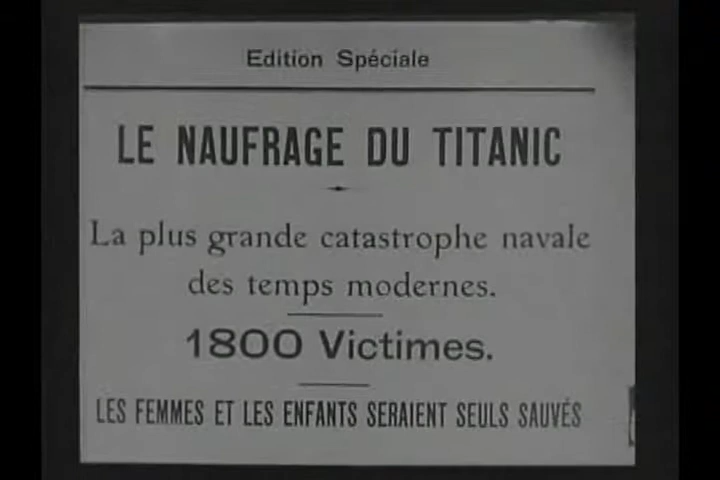 Edition Spéciale
LE NAUFRAGE DU TITANIC
La plus grande catastrophe navale
des temps modernes.
1800 Victimes.
LES FEMMES ET LES ENFANTS SERAIENT SEULS SAUVÉS